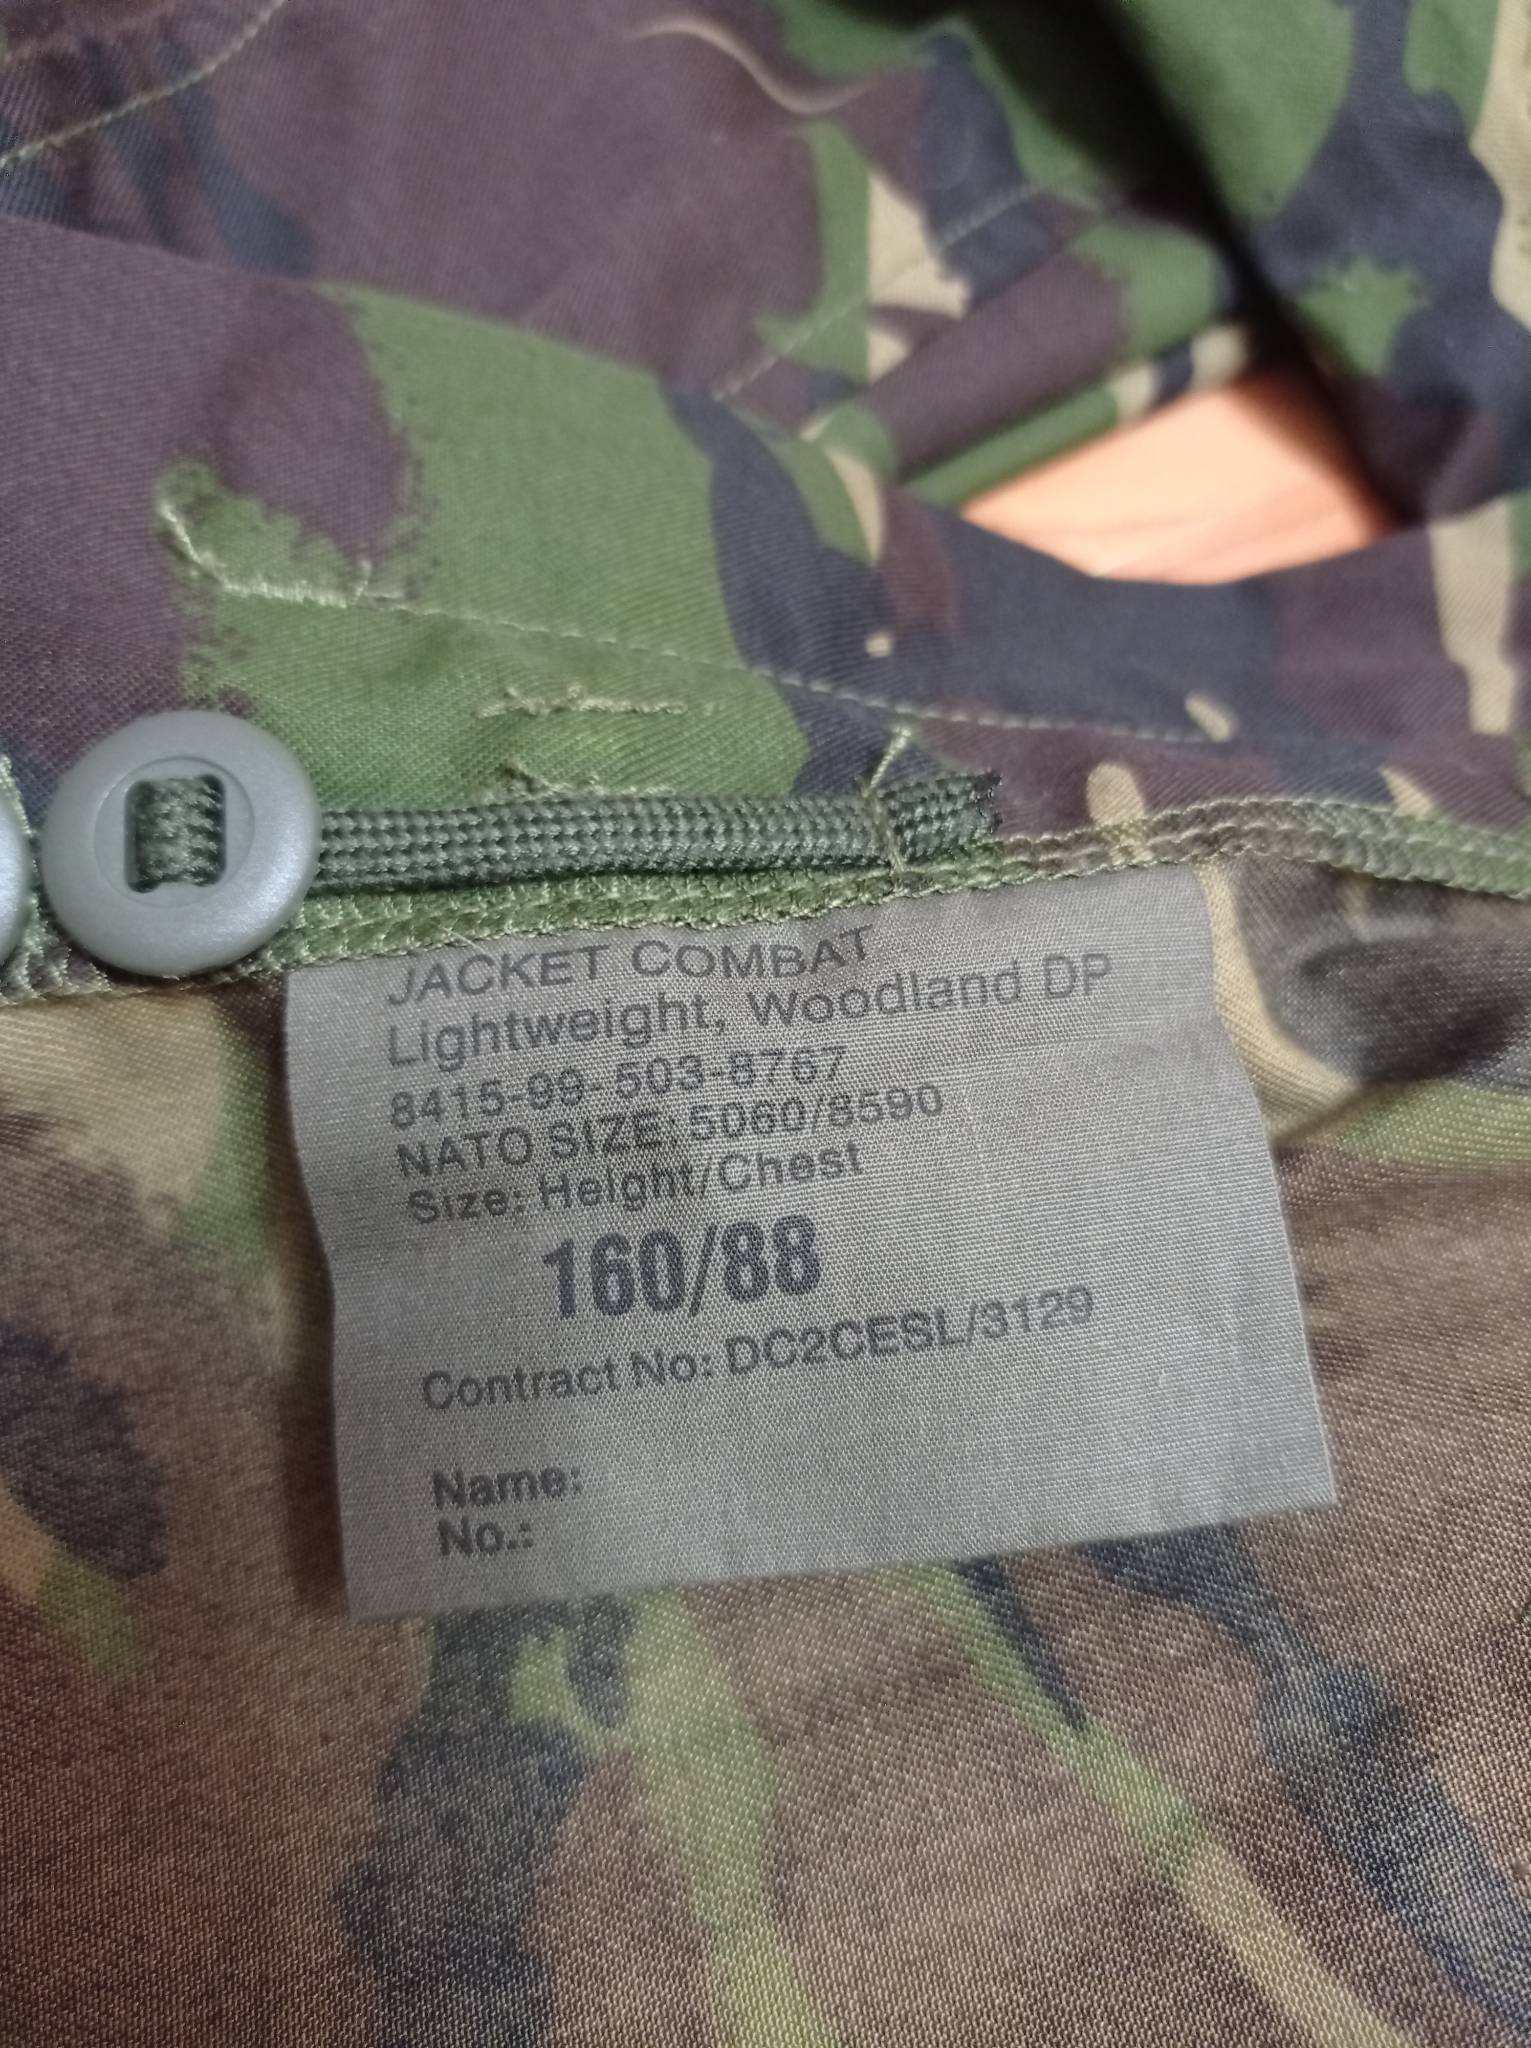 JACKET COMBAT
Lightweight, Woodland DP
8415-99-503-8767
NATO SIZE: 5060/8590
Size: Height/Chest
160/88
Contract No: DC2CESL/3129
Name:
No.: